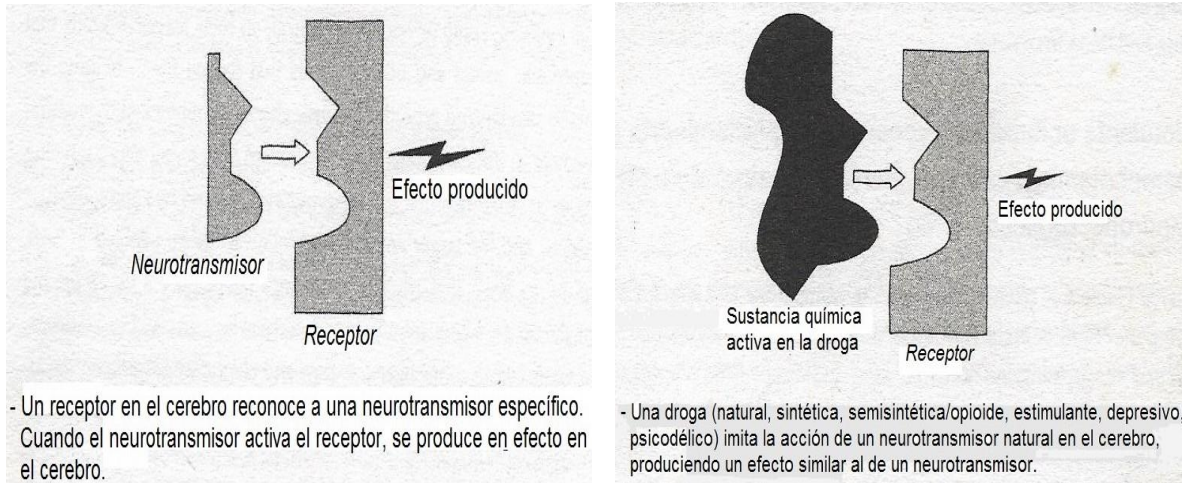 Efecto producido
Neurotransmisor
Receptor
- Un receptor en el cerebro reconoce a una neurotransmisor específico.
Cuando el neurotransmisor activa el receptor, se produce en efecto en
el cerebro.
Efecto producido
Sustancia química
activa en la droga
Receptor
- Una droga (natural, sintética, semisintética/opioide, estimulante, depresivo,
psicodélico) imita la acción de un neurotransmisor natural en el cerebro,
produciendo un efecto similar al de un neurotransmisor.